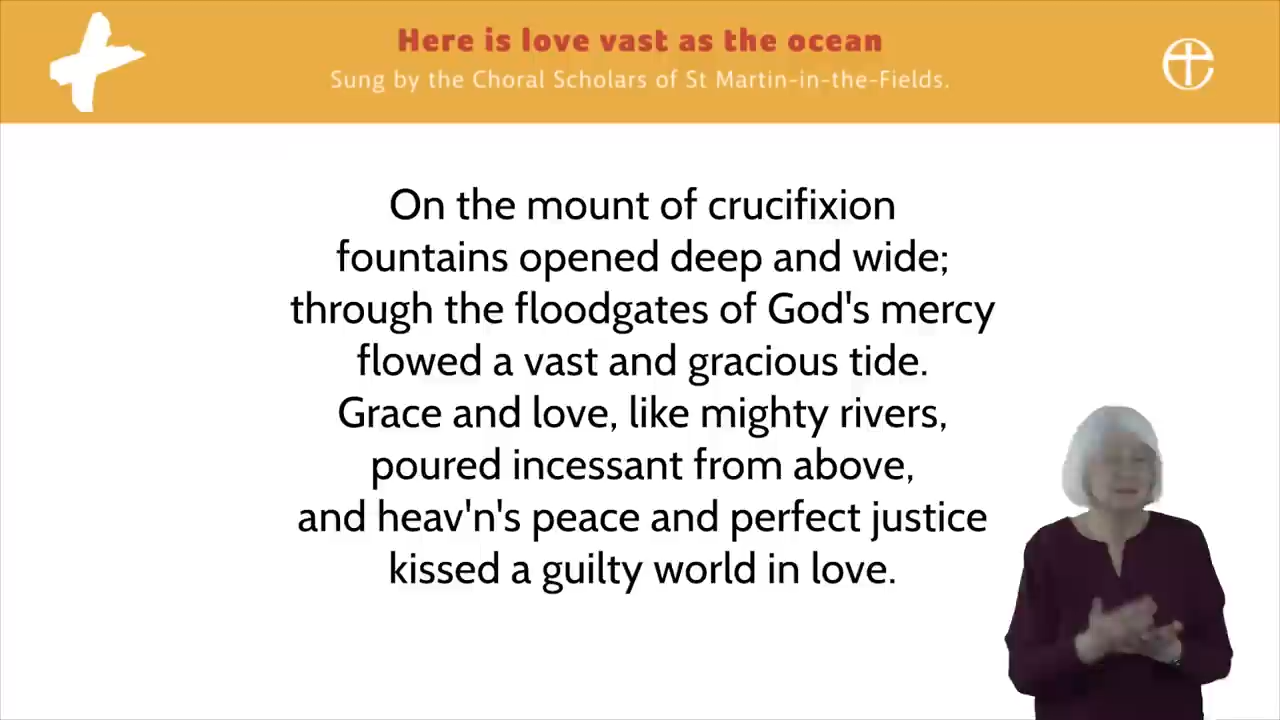 Here is love vast as the ocean
Sung by the Choral Scholars of St Martin-in-the-Fields.
On the mount of crucifixion
fountains opened deep and wide;
through the floodgates of God's mercy
flowed a vast and gracious tide.
Grace and love, like mighty rivers,
poured incessant from above,
and heav'n's peace and perfect justice
kissed a guilty world in love.